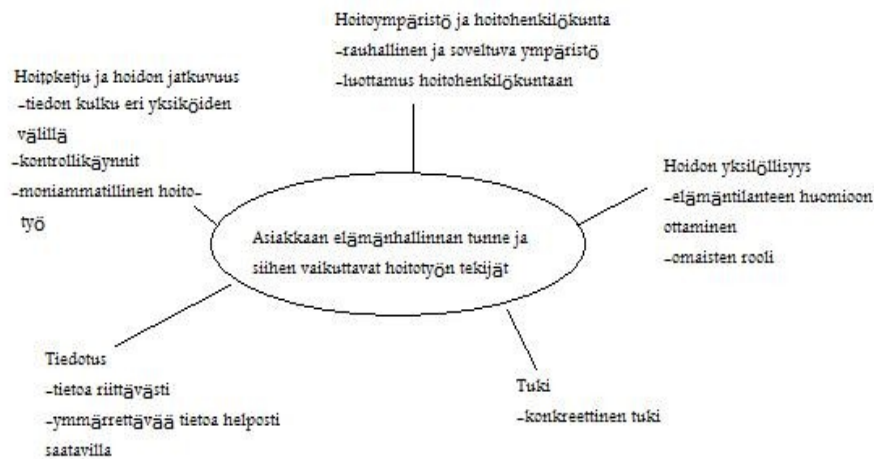 Hoitoympäristö ja hoitohenkilökunta
-rauhallinen ja soveltuva ympäristö
-luottamus hoitohenkilökuntaan
Hoitoketju ja hoidon jatkuvuus
-tiedon kulku eri yksiköiden
välillä
-kontrollikäynnit
-moniammatillinen hoito-
työ
Hoidon yksilöllisyys
-elämäntilanteen huomioon
ottaminen
-omaisten rooli
Asiakkaan elämänhallinnan tunne ja
siihen vaikuttavat hoitotyön tekijät
Tiedotus
-tietoa riittävästi
-ymmärrettävää tietoa helposti
saatavilla
Tuki
-konkreettinen tuki